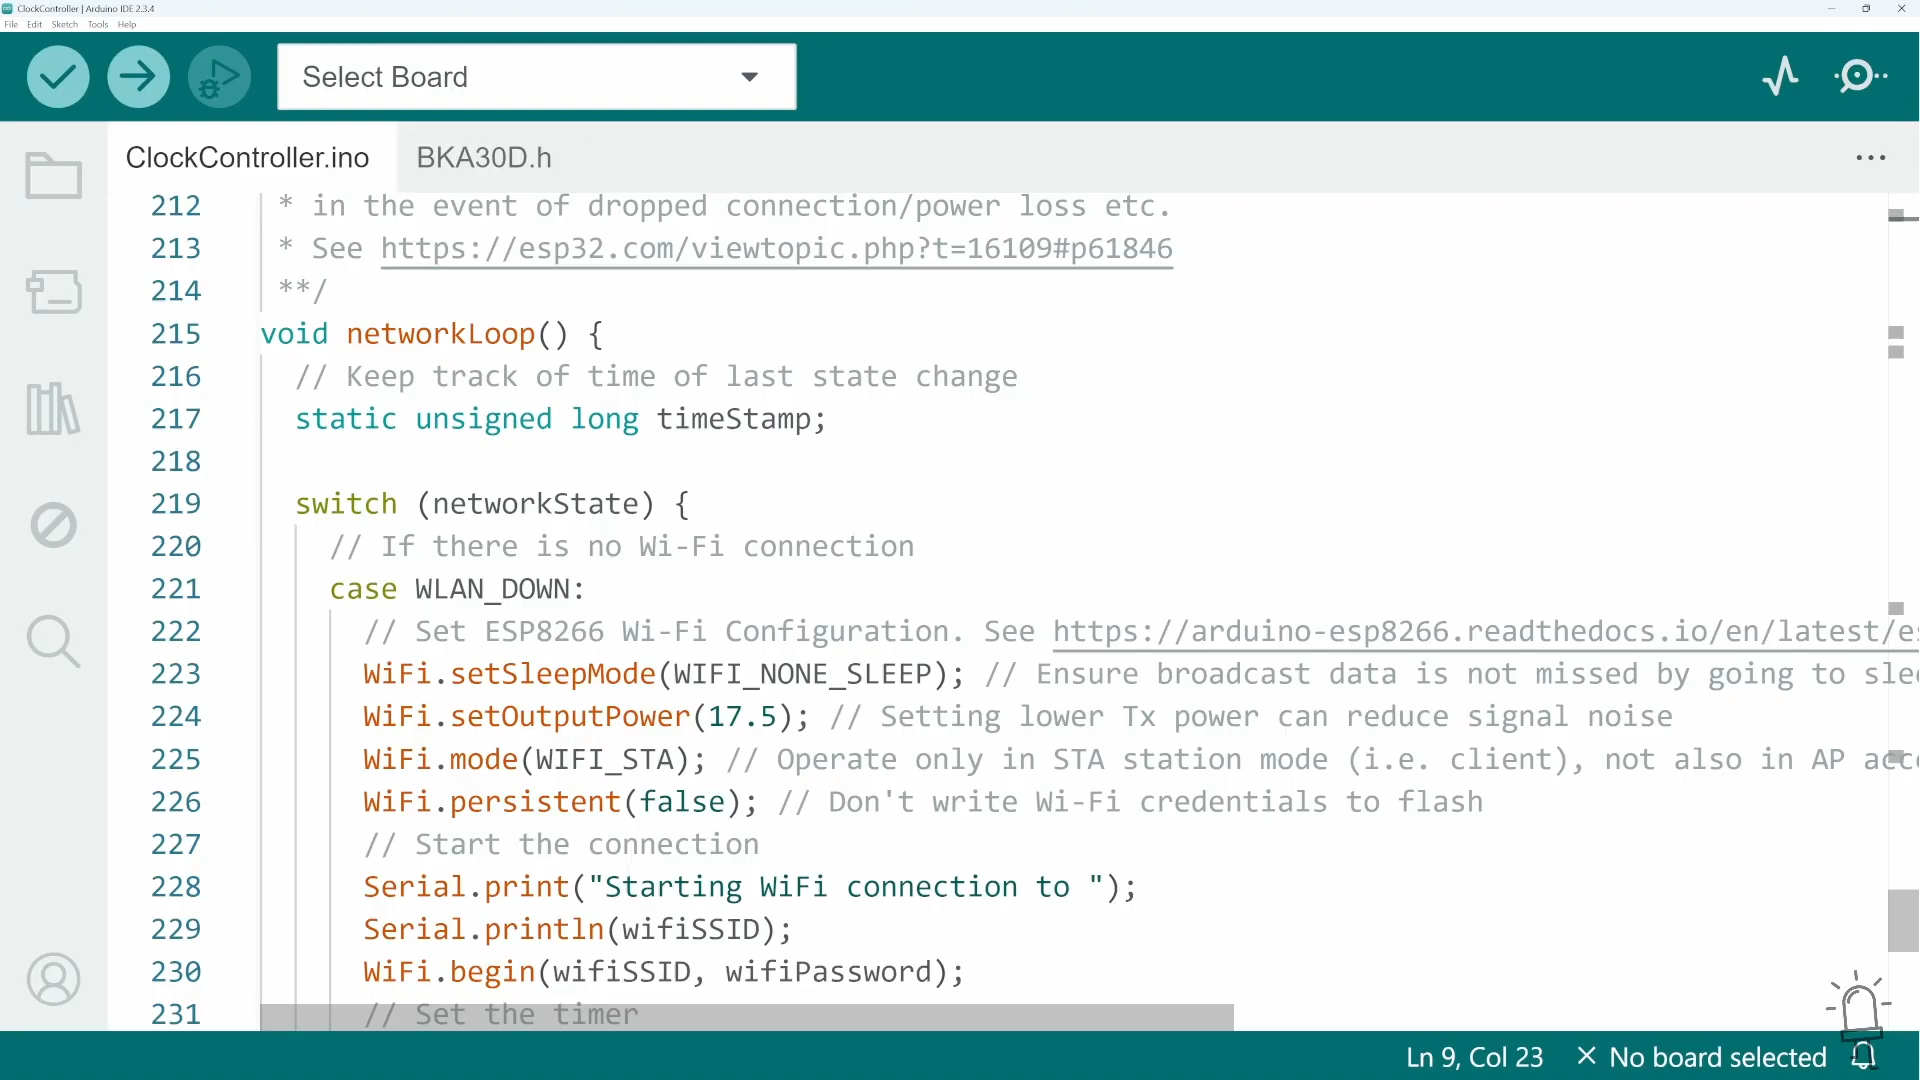 ClockController | Arduino IDE 2.3.4
File Edit Sketch Tools Help
Select Board
ClockController.ino BKA30D.h
212 * in the event of dropped connection/power loss etc.
213 * See https://esp32.com/viewtopic.php?t=16109#p61846
214 **/
215 void networkLoop() {
216 // Keep track of time of last state change
217 static unsigned long timeStamp;
218
219 switch (networkState) {
220 // If there is no Wi-Fi connection
221 case WLAN_DOWN:
222 // Set ESP8266 Wi-Fi Configuration. See https://arduino-esp8266.readthedocs.io/en/latest/es
223 WiFi.setSleepMode(WIFI_NONE_SLEEP); // Ensure broadcast data is not missed by going to slee
224 WiFi.setOutputPower(17.5); // Setting lower Tx power can reduce signal noise
225 WiFi.mode(WIFI_STA); // Operate only in STA station mode (i.e. client), not also in AP acce
226 WiFi.persistent(false); // Don't write Wi-Fi credentials to flash
227 // Start the connection
228 Serial.print("Starting WiFi connection to ");
229 Serial.println(wifiSSID);
230 WiFi.begin(wifiSSID, wifiPassword);
231 // Set the timer
Ln 9, Col 23 × No board selected